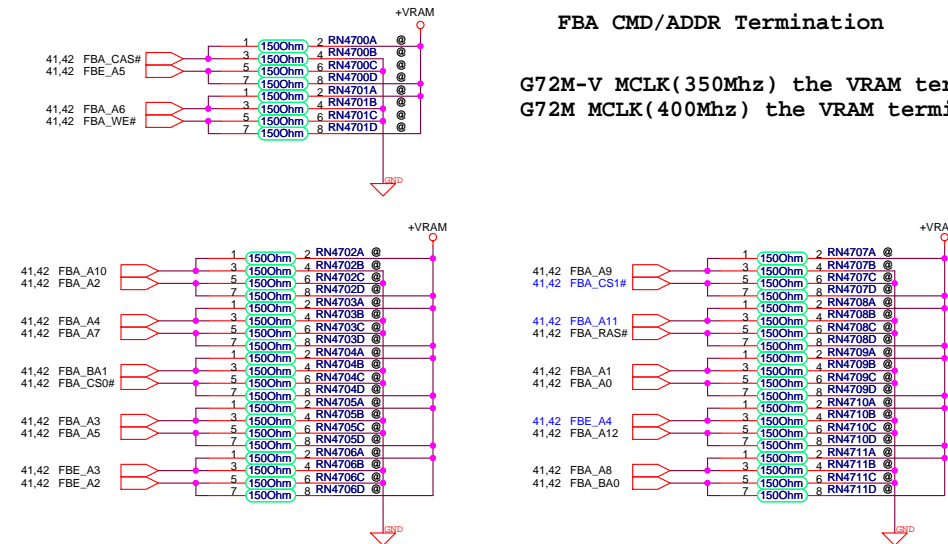 +VRAM
FBA CMD/ADDR Termination
1 150Ohm 2 RN4700A @
41,42 FBA_CAS# 3 150Ohm 4 RN4700B @
41,42 FBE_A5 5 150Ohm 6 RN4700C @
7 150Ohm 8 RN4700D @
1 150Ohm 2 RN4701A @
41,42 FBA_A6 3 150Ohm 4 RN4701B @
41,42 FBA_WE# 5 150Ohm 6 RN4701C @
7 150Ohm 8 RN4701D @
GND
G72M-V MCLK(350Mhz) the VRAM ter
G72M MCLK(400Mhz) the VRAM termi
+VRAM
1 150Ohm 2 RN4702A @
41,42 FBA_A10 3 150Ohm 4 RN4702B @
41,42 FBA_A2 5 150Ohm 6 RN4702C @
7 150Ohm 8 RN4702D @
1 150Ohm 2 RN4703A @
41,42 FBA_A4 3 150Ohm 4 RN4703B @
41,42 FBA_A7 5 150Ohm 6 RN4703C @
7 150Ohm 8 RN4703D @
1 150Ohm 2 RN4704A @
41,42 FBA_BA1 3 150Ohm 4 RN4704B @
41,42 FBA_CS0# 5 150Ohm 6 RN4704C @
7 150Ohm 8 RN4704D @
1 150Ohm 2 RN4705A @
41,42 FBA_A3 3 150Ohm 4 RN4705B @
41,42 FBA_A5 5 150Ohm 6 RN4705C @
7 150Ohm 8 RN4705D @
1 150Ohm 2 RN4706A @
41,42 FBE_A3 3 150Ohm 4 RN4706B @
41,42 FBE_A2 5 150Ohm 6 RN4706C @
7 150Ohm 8 RN4706D @
GND
+VRA
1 150Ohm 2 RN4707A @
41,42 FBA_A9 3 150Ohm 4 RN4707B @
41,42 FBA_CS1# 5 150Ohm 6 RN4707C @
7 150Ohm 8 RN4707D @
1 150Ohm 2 RN4708A @
41,42 FBA_A11 3 150Ohm 4 RN4708B @
41,42 FBA_RAS# 5 150Ohm 6 RN4708C @
7 150Ohm 8 RN4708D @
1 150Ohm 2 RN4709A @
41,42 FBA_A1 3 150Ohm 4 RN4709B @
41,42 FBA_A0 5 150Ohm 6 RN4709C @
7 150Ohm 8 RN4709D @
1 150Ohm 2 RN4710A @
41,42 FBE_A4 3 150Ohm 4 RN4710B @
41,42 FBA_A12 5 150Ohm 6 RN4710C @
7 150Ohm 8 RN4710D @
1 150Ohm 2 RN4711A @
41,42 FBA_A8 3 150Ohm 4 RN4711B @
41,42 FBA_BA0 5 150Ohm 6 RN4711C @
7 150Ohm 8 RN4711D @
GND